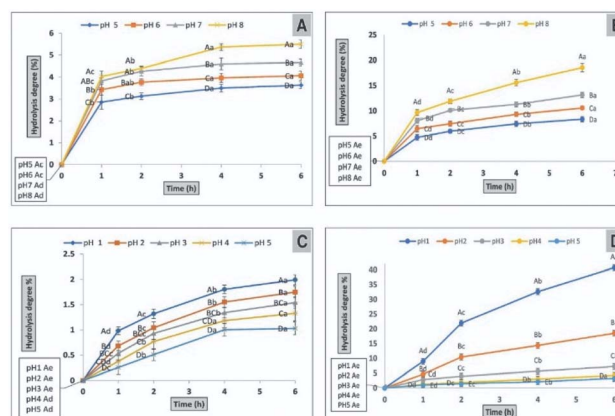 pH 5 pH 6 pH 7 pH 8
A
Hydrolysis degree (%)
6
5
4
3
2
1
0
Ac
ABc
Bb
Cb
Ab
Ba
Bab
Ca
Da
Aa
Ba
Ca
Da
Aa
Ba
Ca
Da
pH5 Ac
pH6 Ac
pH7 Ad
pH8 Ad
0 1 2 3 4 5 6
Time (h)
pH 5 pH 6 pH 7 pH 8
B
Hydrolysis degree (%)
25
20
15
10
5
0
Ad
Bd
Cd
Dd
Ac
Bc
Cc
Dc
Ab
Bb
Cb
Db
Aa
Ba
Ca
Da
pH5 Ae
pH6 Ae
pH7 Ae
pH8 Ae
0 1 2 3 4 5 6 7
Time (h)
pH 1 pH 2 pH 3 pH 4 pH 5
C
Hydrolysis degree %
2.5
2
1.5
1
0.5
0
Ad
Bd
BCc
Dc
Ac
Bc
BCc
Db
Ab
Bb
BCb
CDa
Da
Aa
Ba
BCa
Ca
Da
pH1 Ae
pH2 Ae
pH3 Ae
pH4 Ad
pH5 Ad
0 1 2 3 4 5 6
Time (h)
pH1 pH2 pH3 pH4 pH 5
Hydrolysis degree %
40
35
30
25
20
15
10
5
0
Ad
Bd
Cd
Dd
Ac
Bc
Cc
Dc
Ab
Bb
Cb
Db
pH1 Ae
pH2 Ae
pH3 Ae
pH4 Ae
PH5 Ae
0 1 2 3 4 5
Time (h)